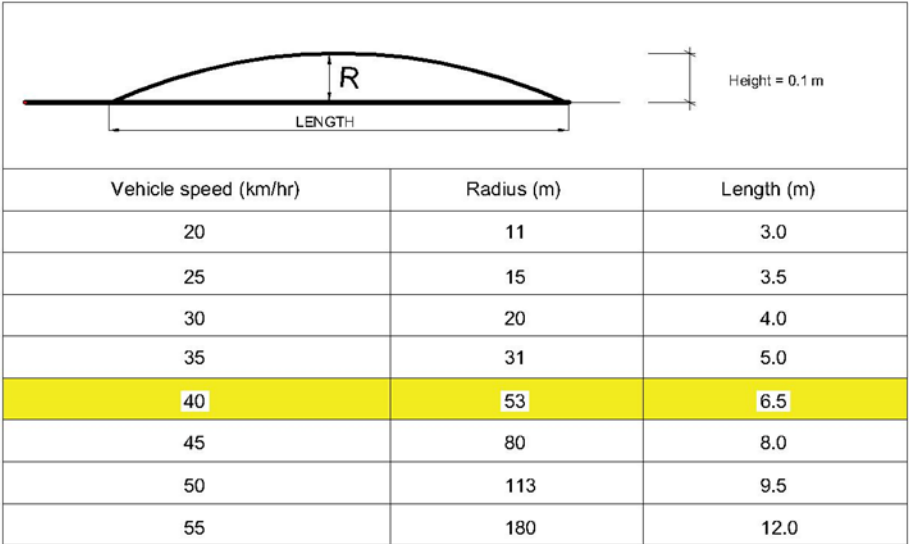 R
Height = 0.1 m
LENGTH
Vehicle speed (km/hr) Radius (m) Length (m)
20 11 3.0
25 15 3.5
30 20 4.0
35 31 5.0
40 53 6.5
45 80 8.0
50 113 9.5
55 180 12.0